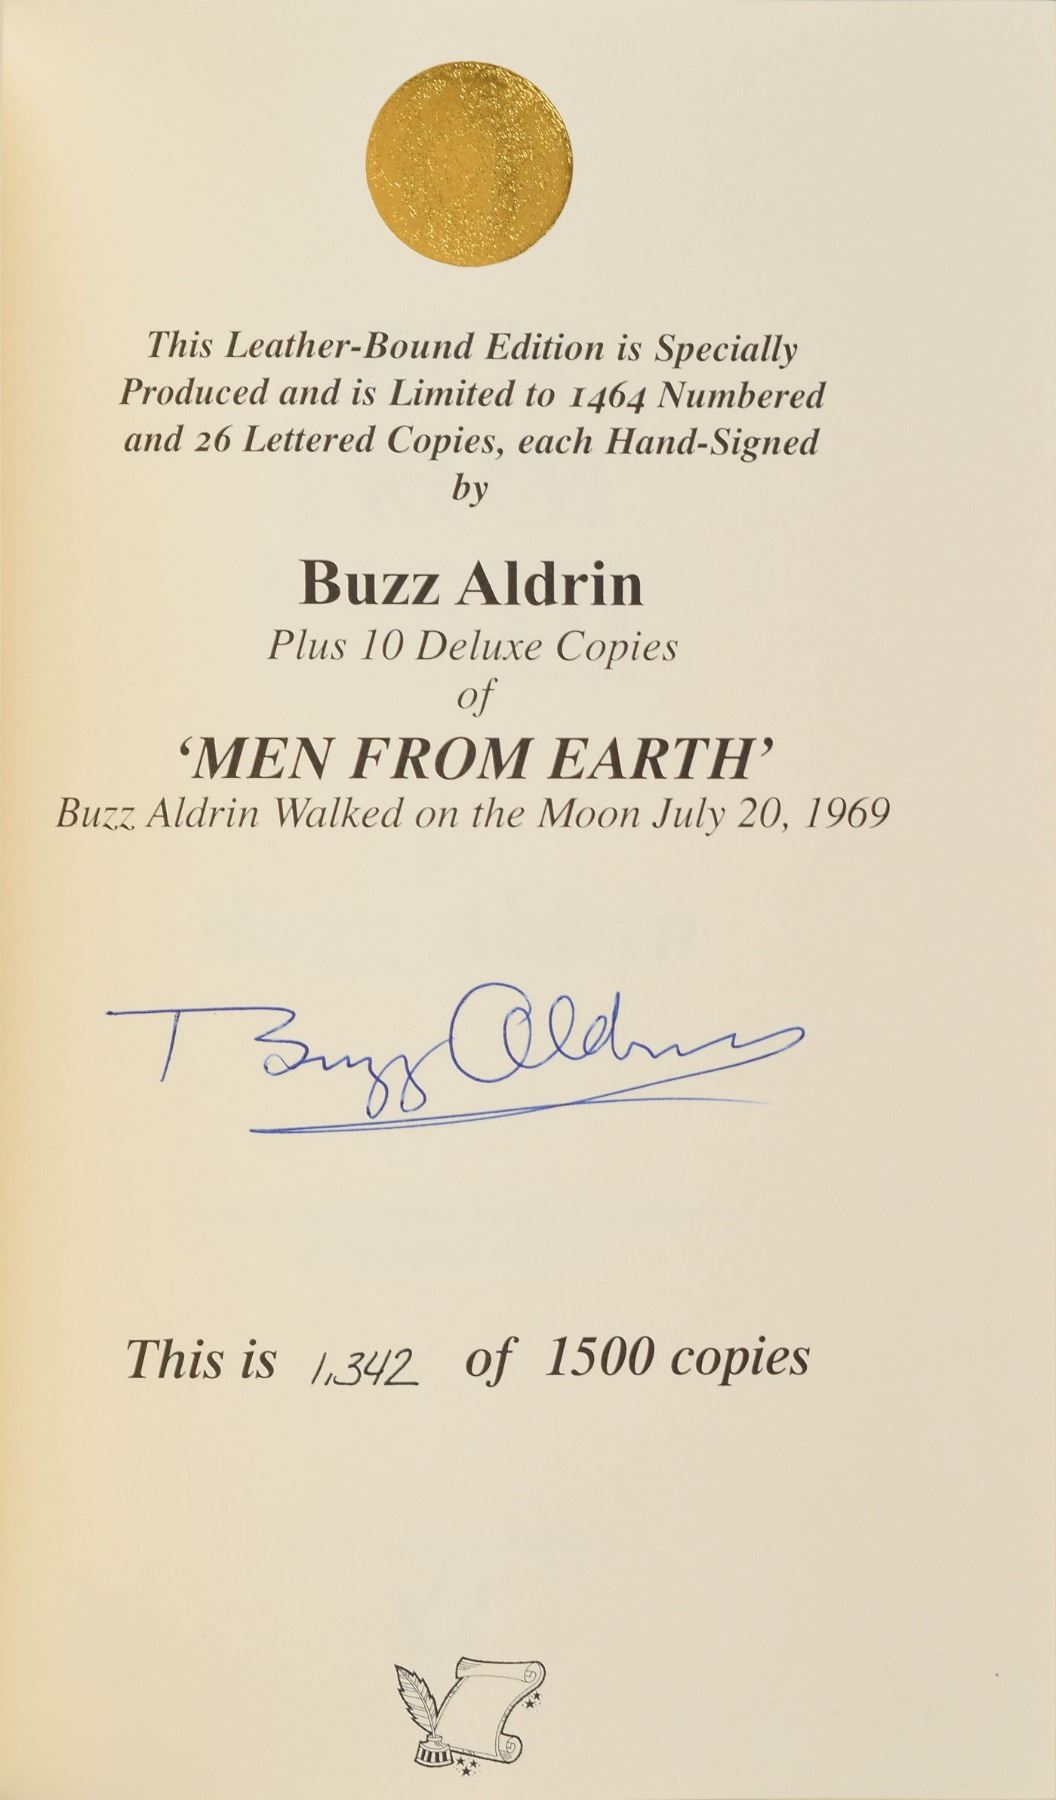 This Leather-Bound Edition is Specially
Produced and is Limited to 1464 Numbered
and 26 Lettered Copies, each Hand-Signed
by
Buzz Aldrin
Plus 10 Deluxe Copies
of
‘MEN FROM EARTH’
Buzz Aldrin Walked on the Moon July 20, 1969
Buzz Aldrin
This is 1,342 of 1500 copies